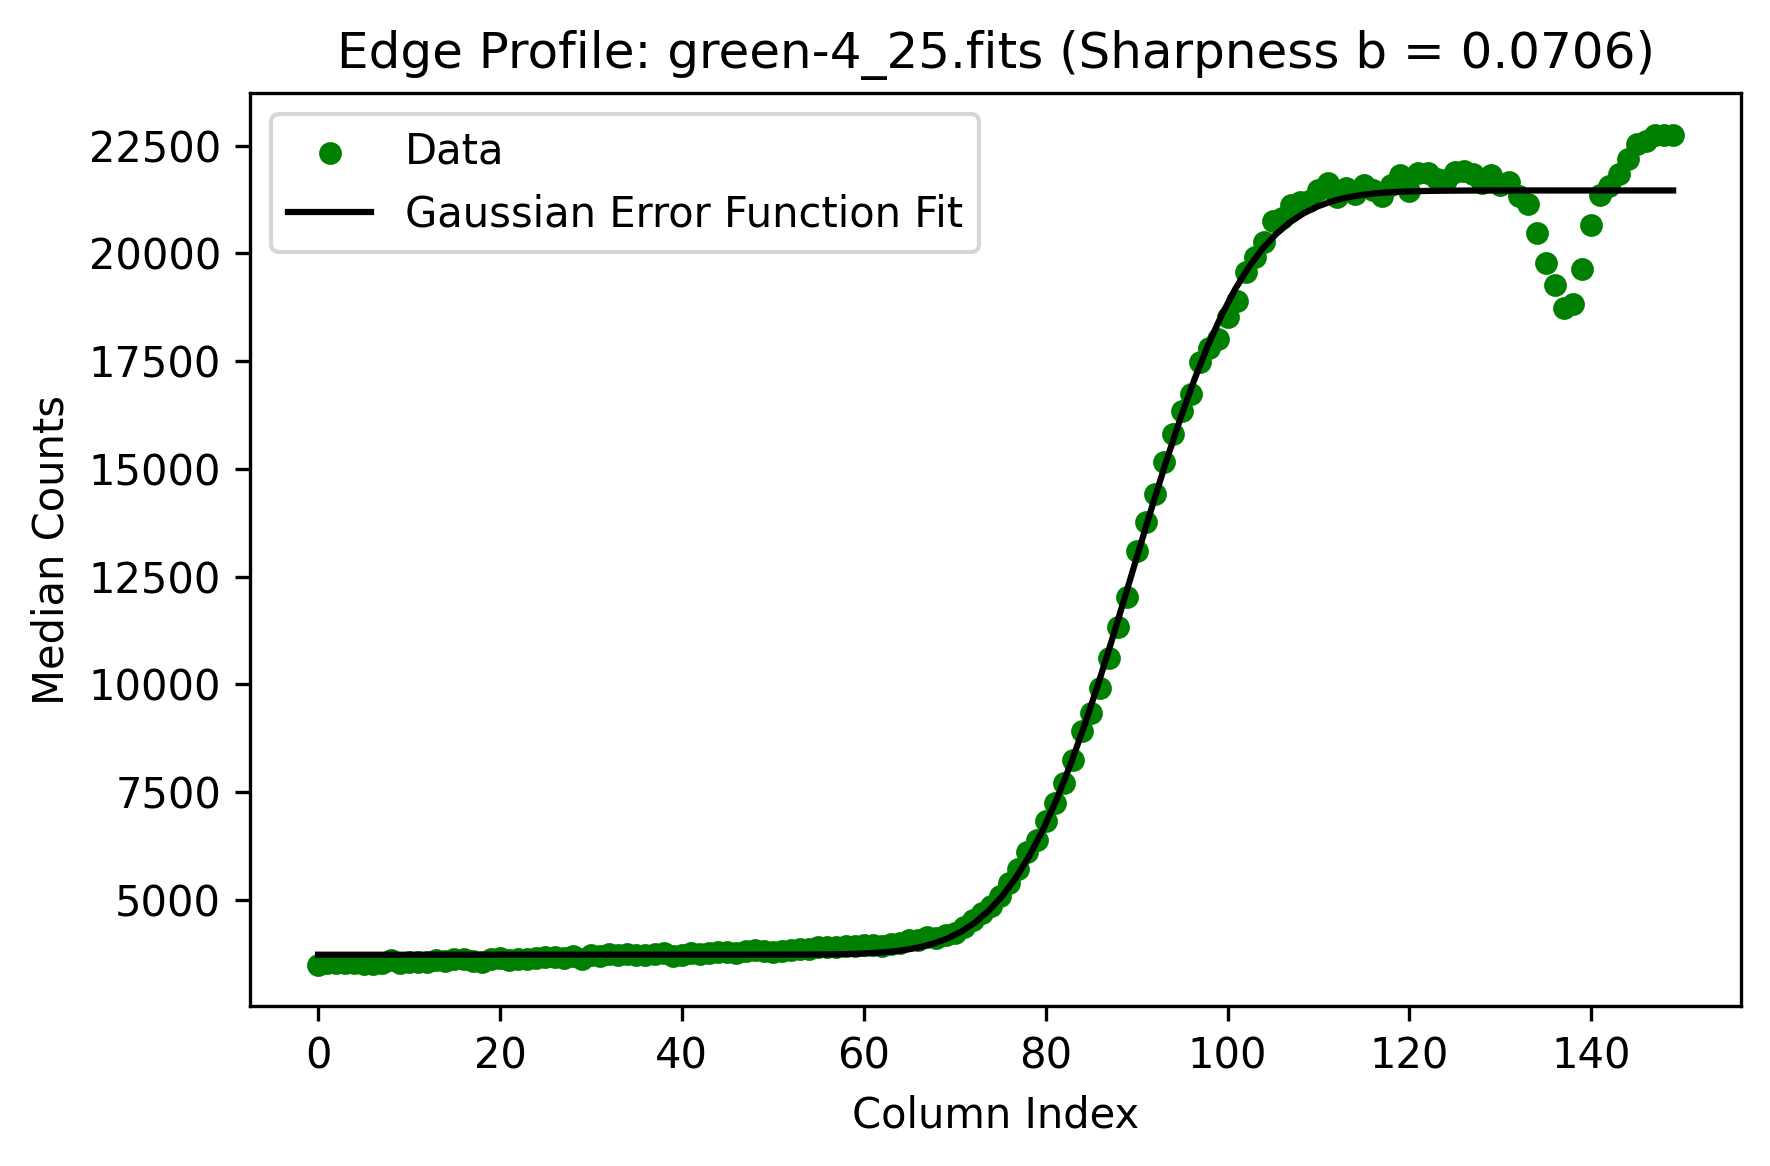 Edge Profile: green-4_25.fits (Sharpness b = 0.0706)
Data
Gaussian Error Function Fit
22500
20000
17500
15000
12500
10000
7500
5000
Median Counts
0 20 40 60 80 100 120 140
Column Index